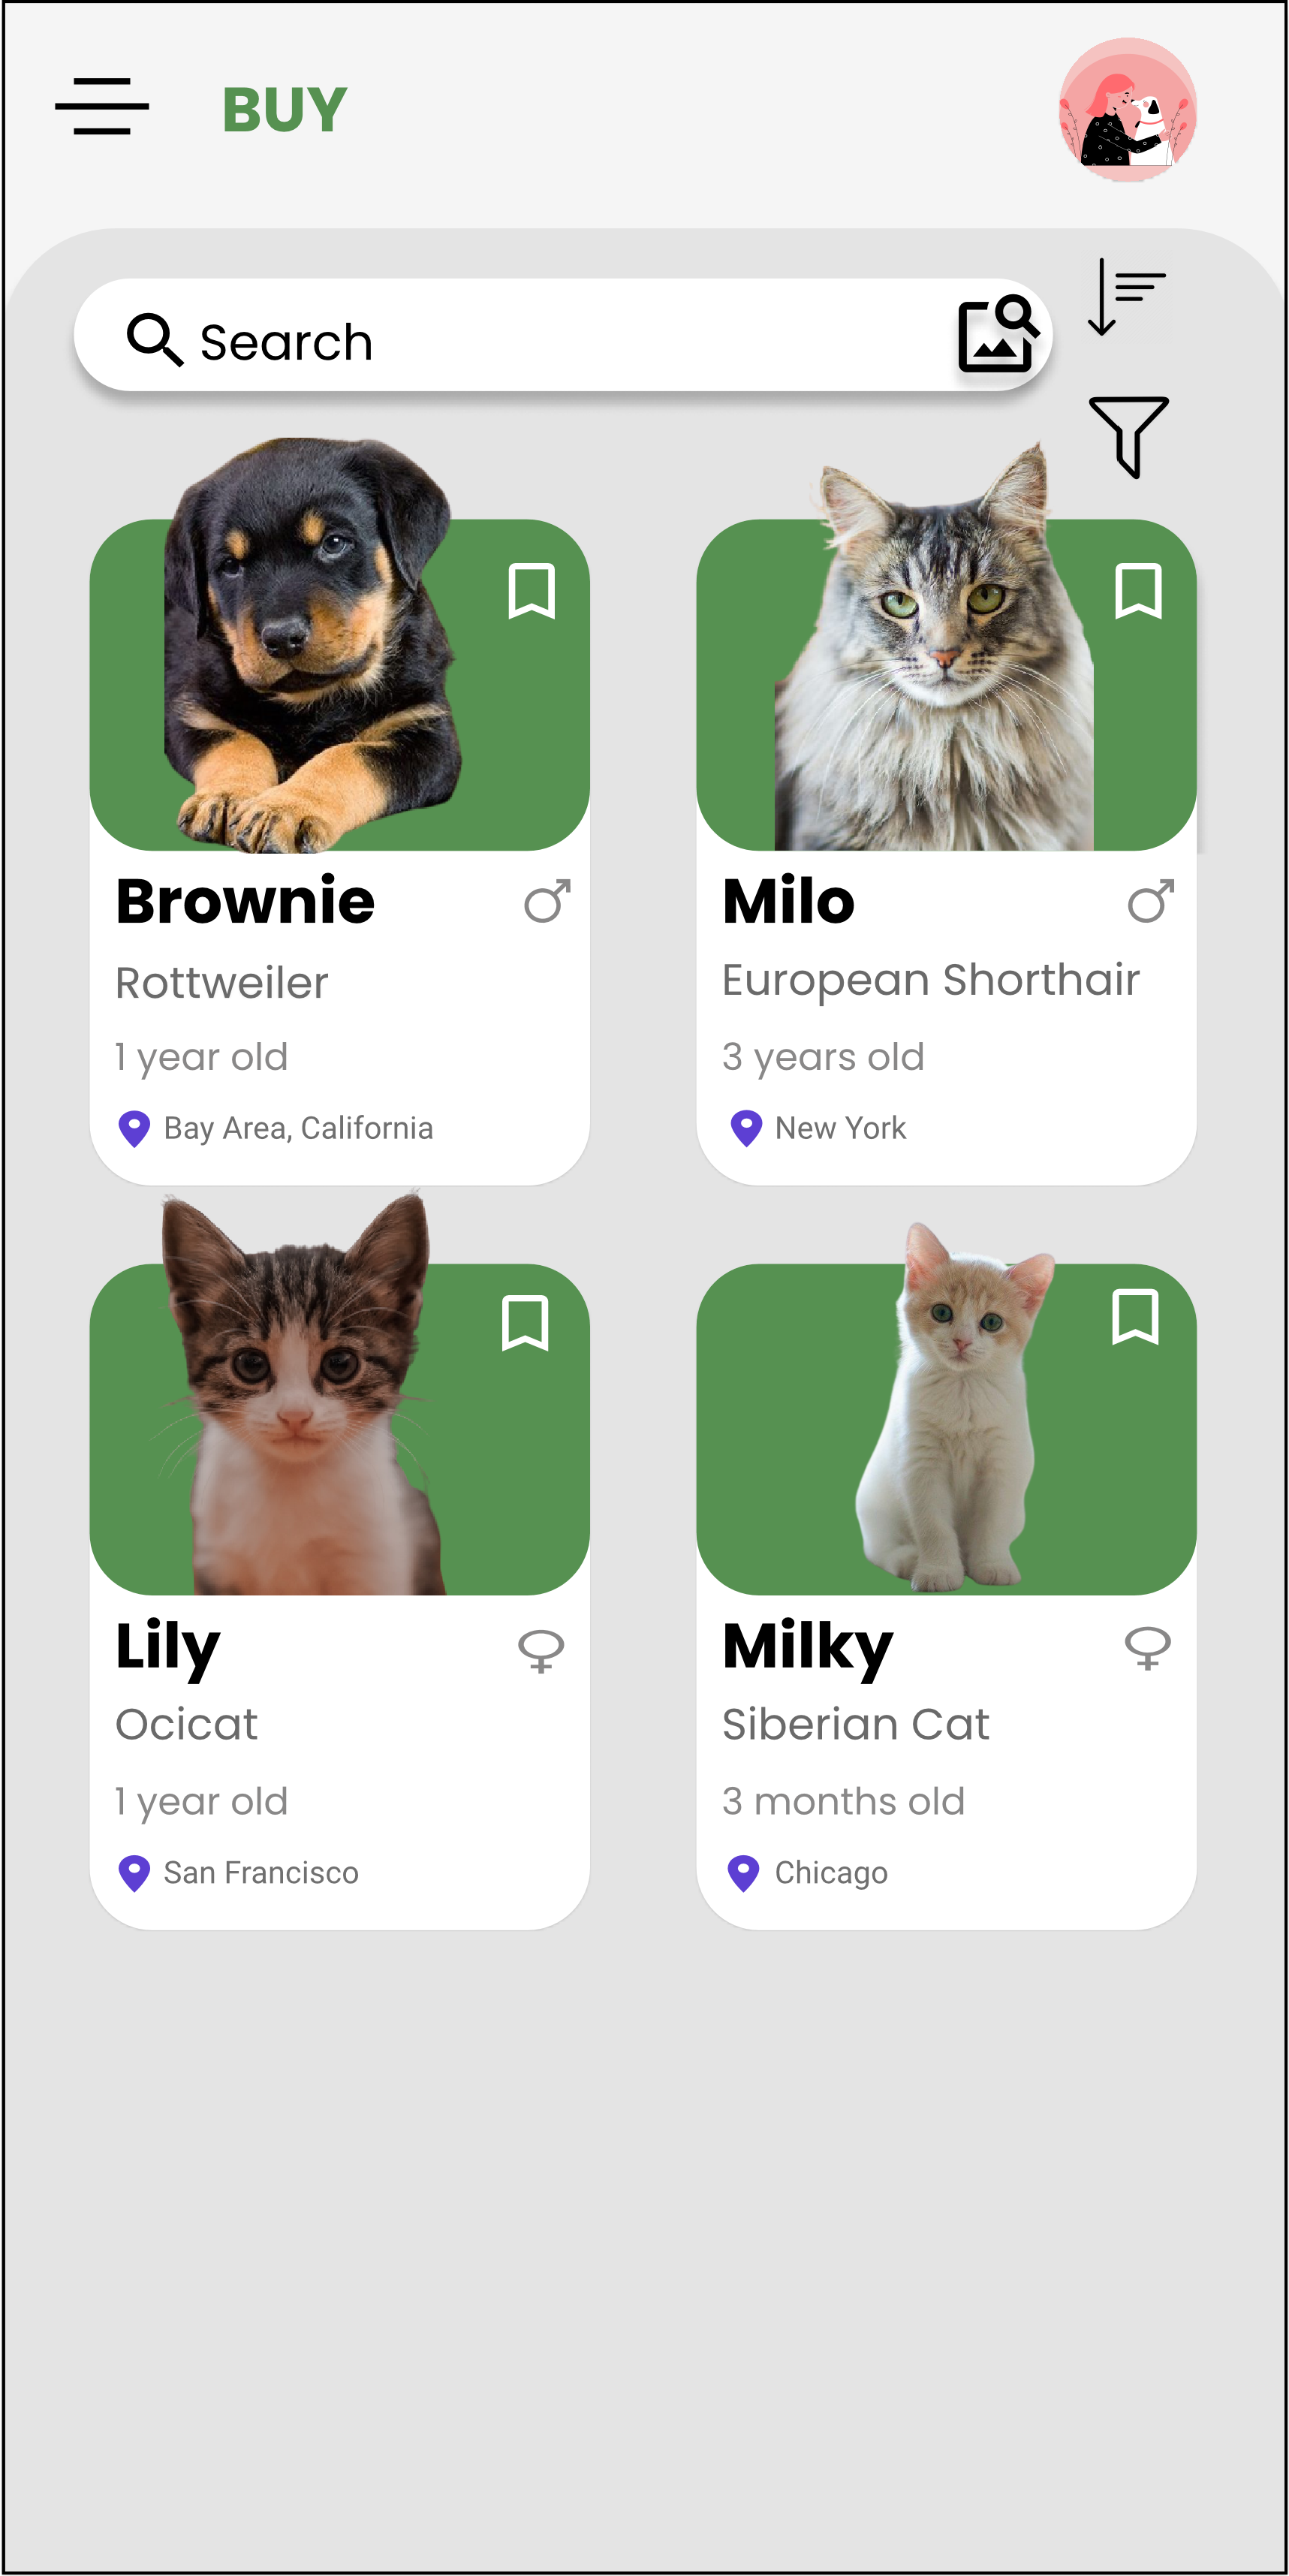 BUY
Search
Brownie
Rottweiler
1 year old
Bay Area, California
Milo
European Shorthair
3 years old
New York
Lily
Ocicat
1 year old
San Francisco
Milky
Siberian Cat
3 months old
Chicago